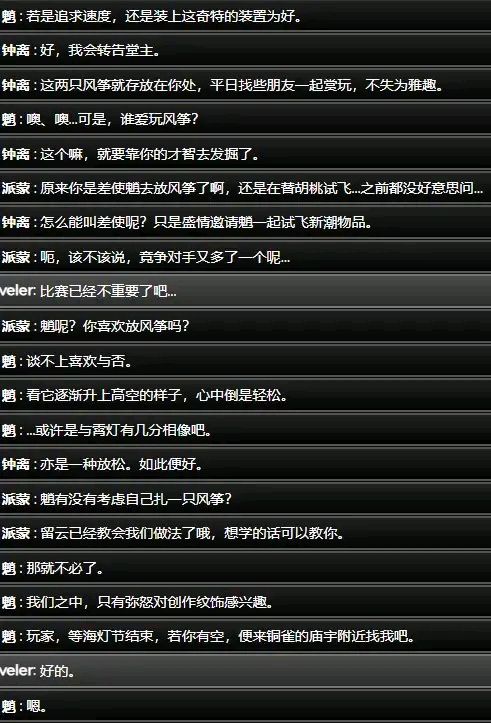 魈：若是追求速度，还是装上这奇特的装置为好。
钟离：好，我会转告堂主。
钟离：这两只风筝就存放在你处，平日找些朋友一起赏玩，不失为雅趣。
魈：噢、噢...可是，谁爱玩风筝？
钟离：这个嘛，就要靠你的才智去发掘了。
派蒙：原来你是差使魈去放风筝了啊，还是在替胡桃试飞...之前都没好意思问...
钟离：怎么能叫差使呢？只是盛情邀请魈一起试飞新潮物品。
派蒙：呃，该不该说，竞争对手又多了一个呢...
veler: 比赛已经不重要了吧...
派蒙：魈呢？你喜欢放风筝吗？
魈：谈不上喜欢与否。
魈：看它逐渐升上高空的样子，心中倒是轻松。
魈：...或许是与霄灯有几分相像吧。
钟离：亦是一种放松。如此便好。
派蒙：魈有没有考虑自己扎一只风筝？
派蒙：留云已经教会我们做法了哦，想学的话可以教你。
魈：那就不必了。
魈：我们之中，只有弥怒对创作纹饰感兴趣。
魈：玩家，等海灯节结束，若你有空，便来铜雀的庙宇附近找我吧。
veler: 好的。
魈：嗯。